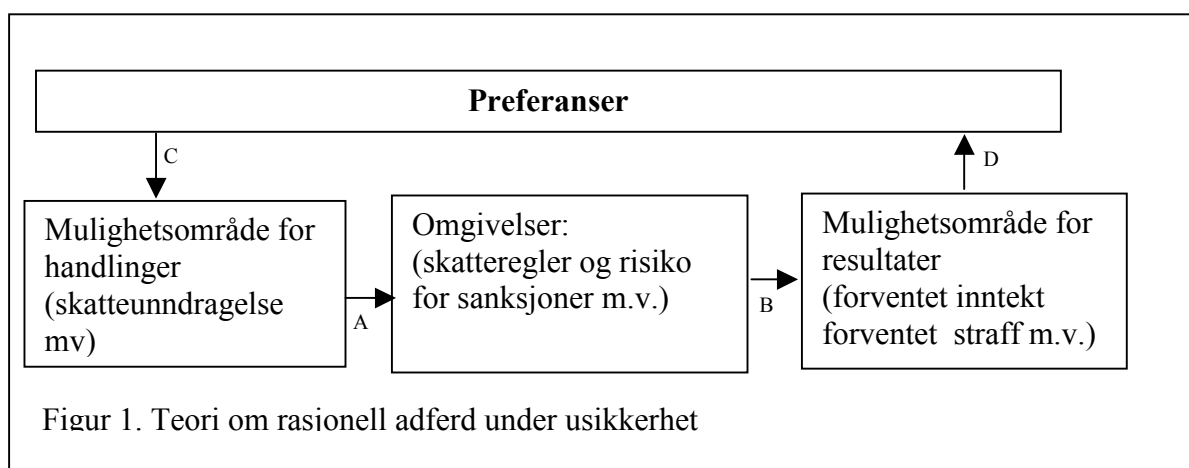 Preferanser
C
D
Mulighetsområde for
handlinger
(skatteunndragelse
mv)
A
Omgivelser:
(skatteregler og risiko
for sanksjoner m.v.)
B
Mulighetsområde for
resultater
(forventet inntekt
forventet straff m.v.)
Figur 1. Teori om rasjonell adferd under usikkerhet